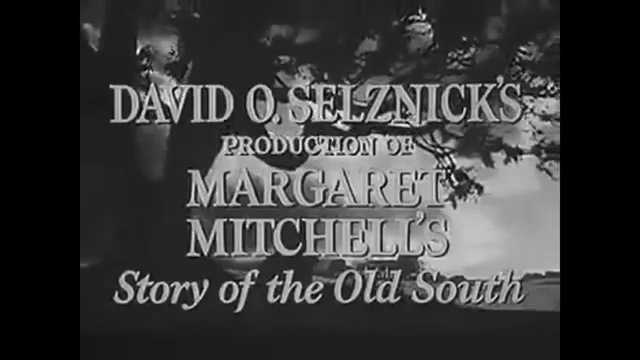 DAVID O. SELZNICK'S
PRODUCTION OF
MARGARET
MITCHELL'S
Story of the Old South